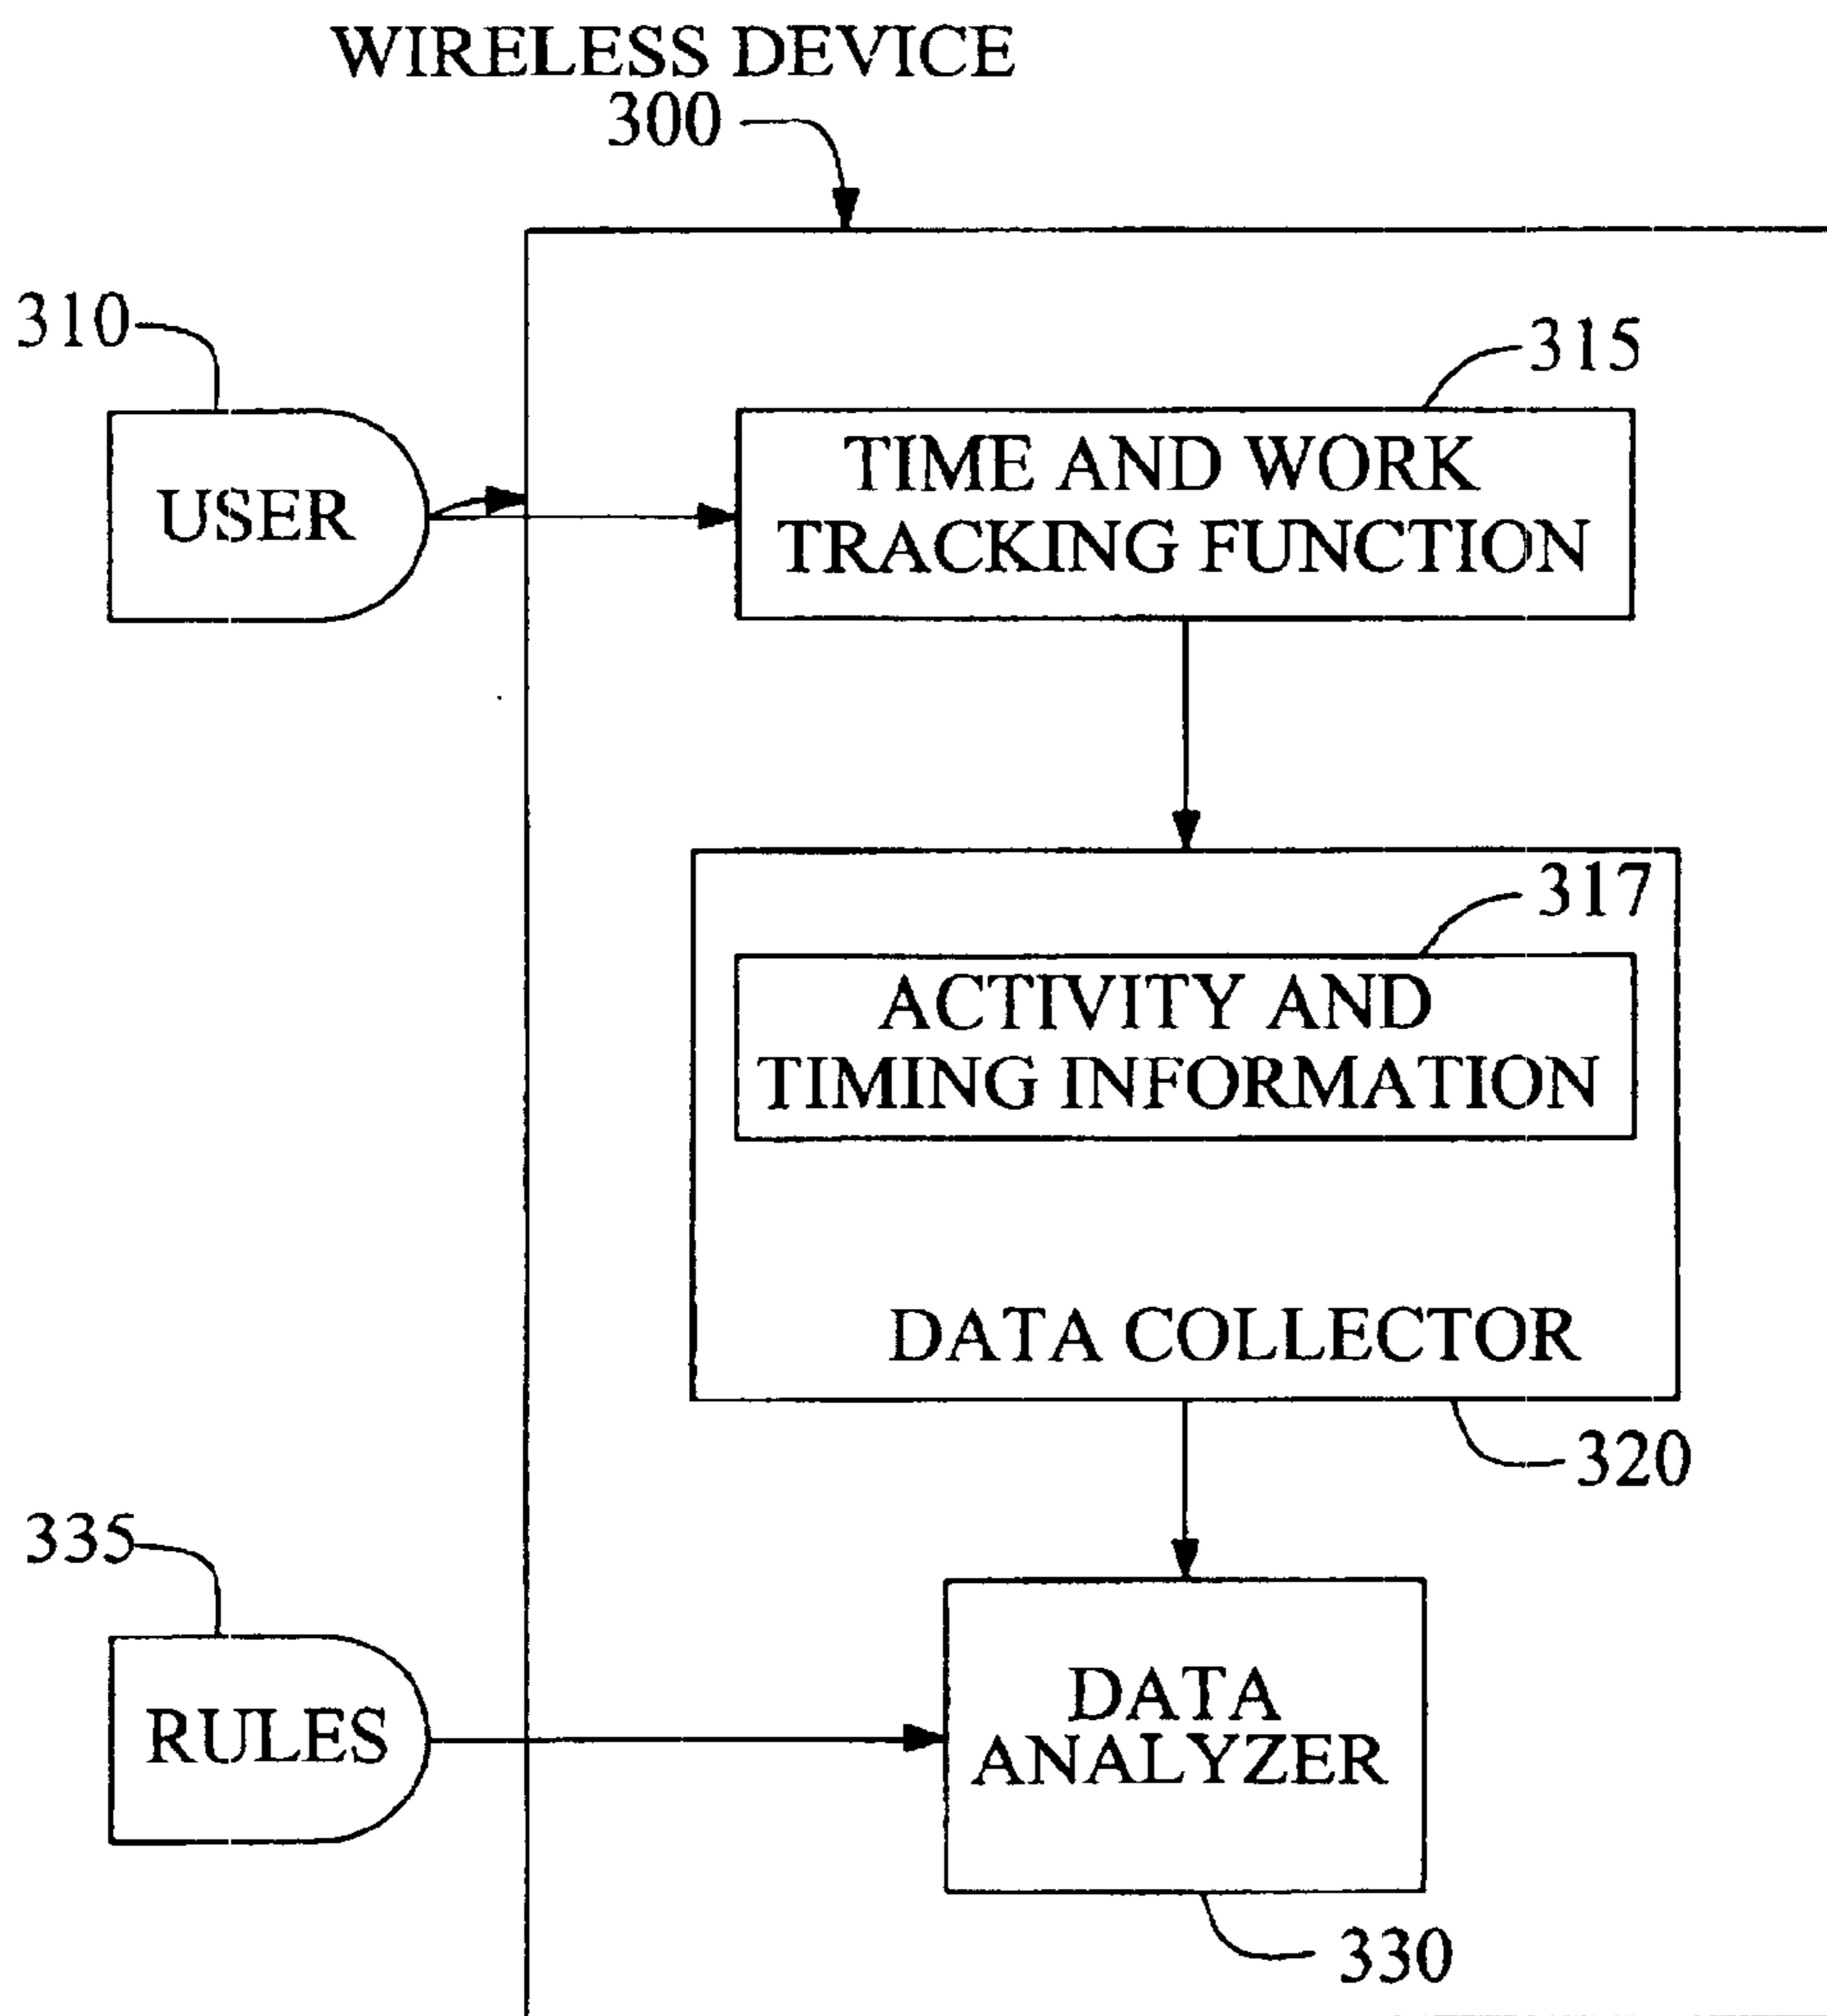 WIRELESS DEVICE
300
310
315
USER
TIME AND WORK
TRACKING FUNCTION
317
ACTIVITY AND
TIMING INFORMATION
DATA COLLECTOR
320
335
RULES
DATA
ANALYZER
330